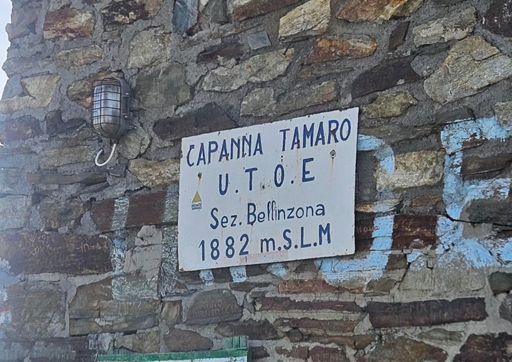 CAPANNA TAMARO
U.T.O.E
Sez. Bellinzona
1882 m.S.L.M